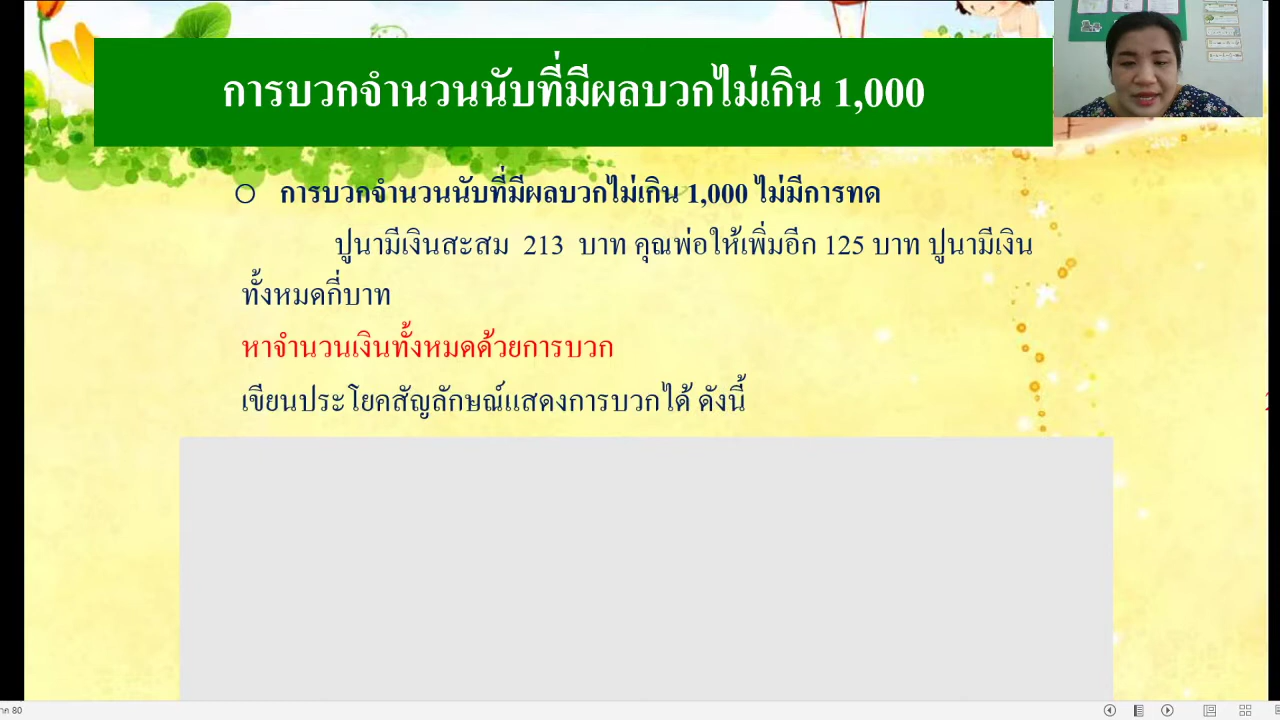 การบวกจำนวนนับที่มีผลบวกไม่เกิน 1,000
การบวกจำนวนนับที่มีผลบวกไม่เกิน 1,000 ไม่มีการทด
ปูนามีเงินสะสม 213 บาท คุณพ่อให้เพิ่มอีก 125 บาท ปูนามีเงิน
ทั้งหมดกี่บาท
หาจำนวนเงินทั้งหมดด้วยการบวก
เขียนประโยคสัญลักษณ์แสดงการบวกได้ ดังนี้
80